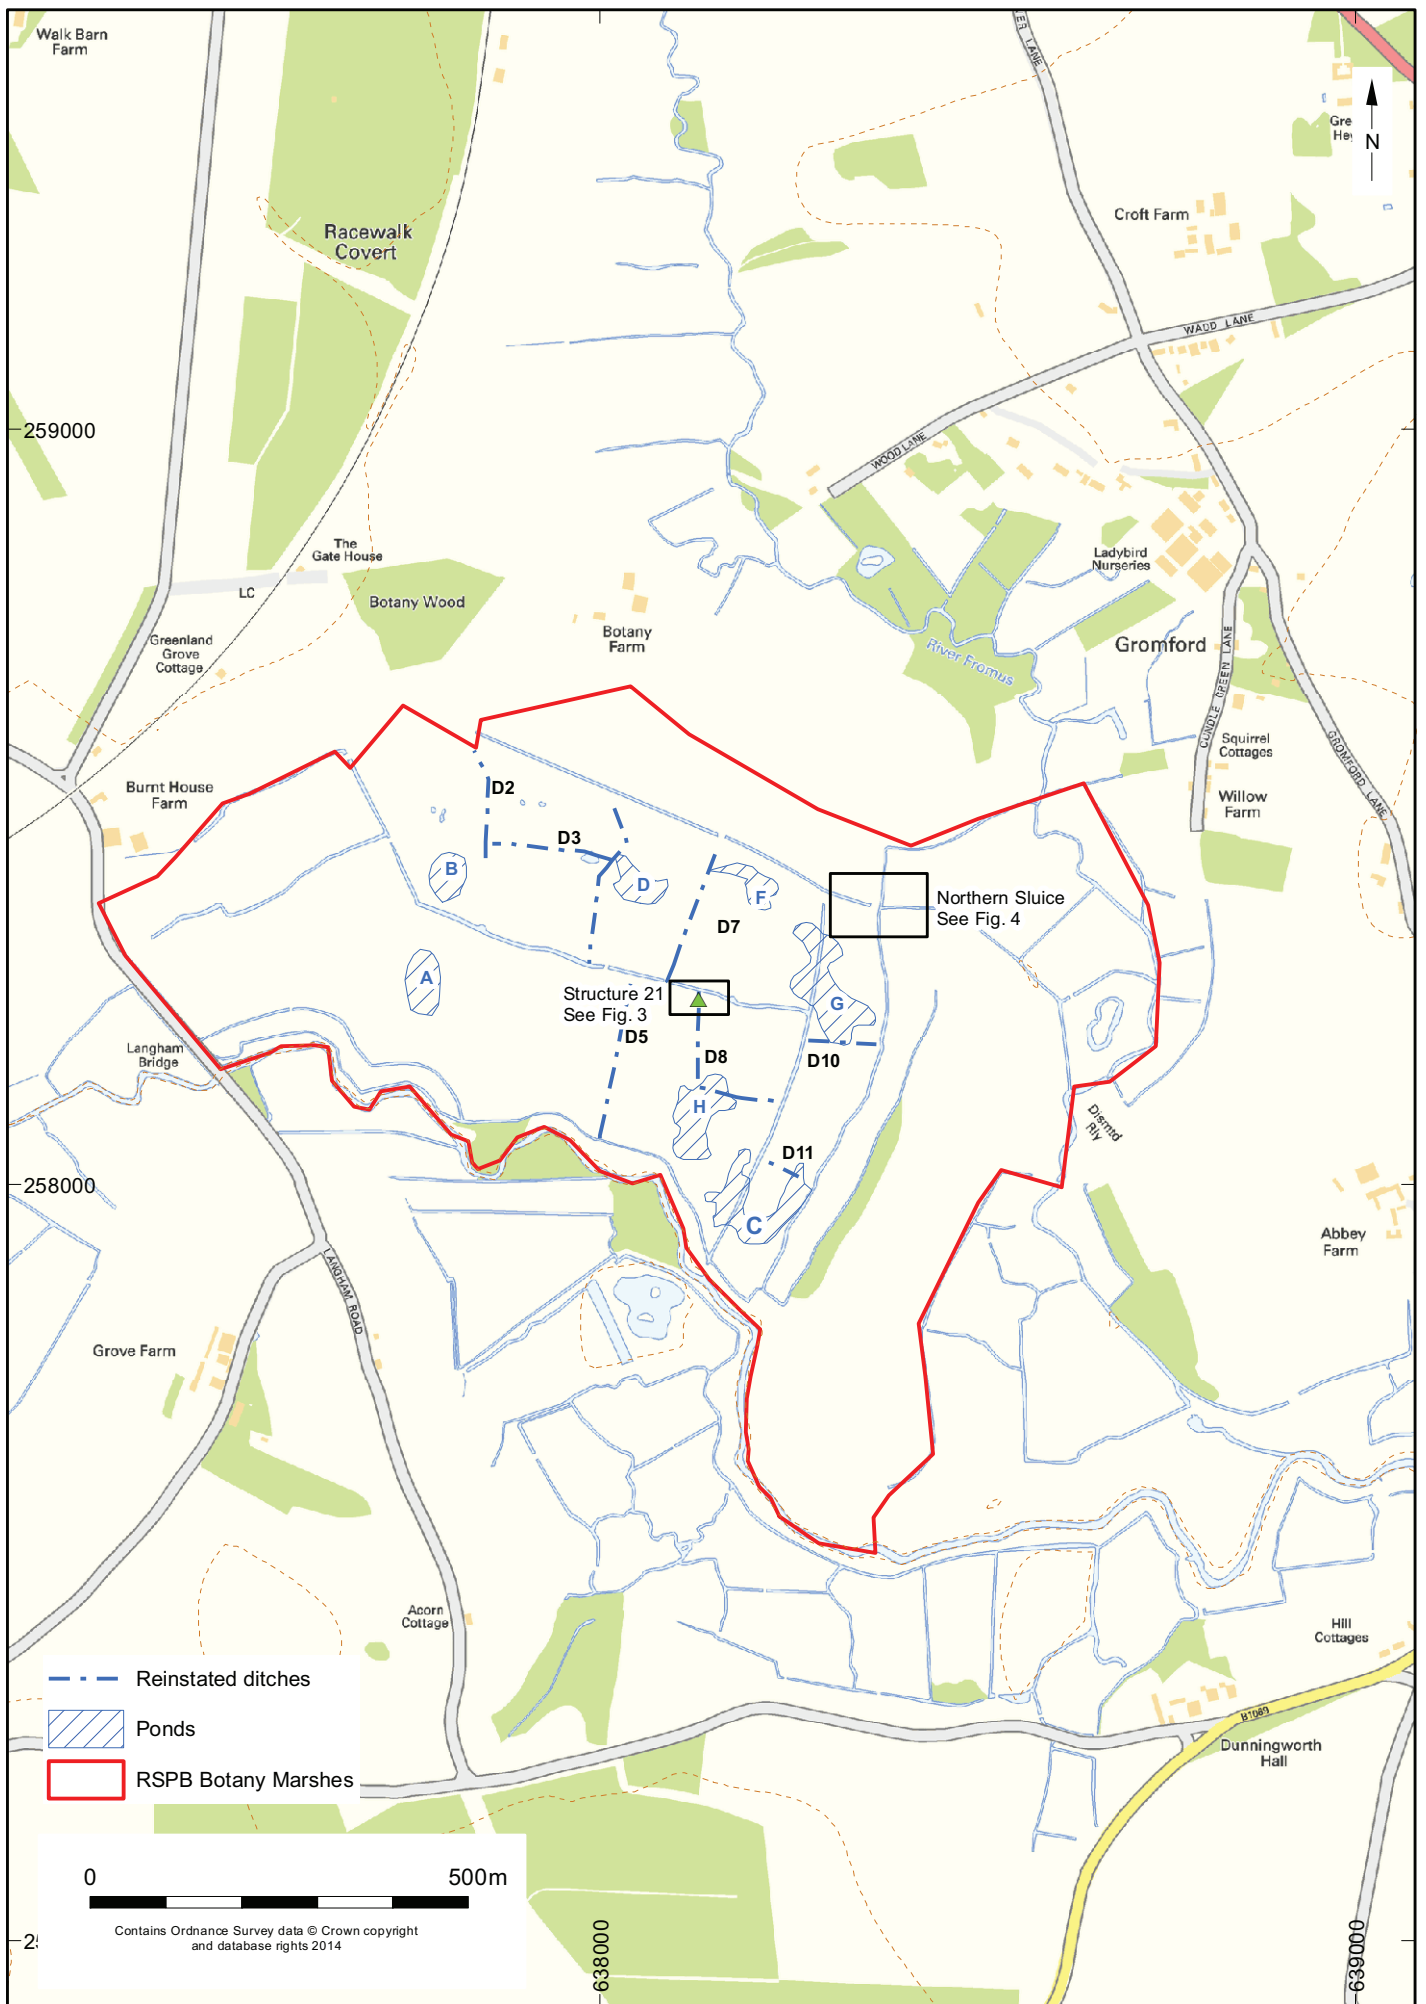 Walk Barn
Farm
Racewalk
Covert
N
Croft Farm
WADD LANE
259000
WOOD LANE
The
Gate House
LC
Botany Wood
Greenland
Grove
Cottage
Botany
Farm
River Fromus
Ladybird
Nurseries
Gromford
GROMFORD LANE
Squirrel
Cottages
Willow
Farm
Burnt House
Farm
D2
D3
B
D
F
D7
Northern Sluice
See Fig. 4
A
Structure 21
See Fig. 3
D5
G
D8
D10
Langham
Bridge
H
Dismtd
Rly
D11
258000
C
Abbey
Farm
LANGHAM ROAD
Grove Farm
Acorn
Cottage
Hill
Cottages
B1069
Dunningworth
Hall
Reinstated ditches
Ponds
RSPB Botany Marshes
0 500m
Contains Ordnance Survey data © Crown copyright
and database rights 2014
638000
639000